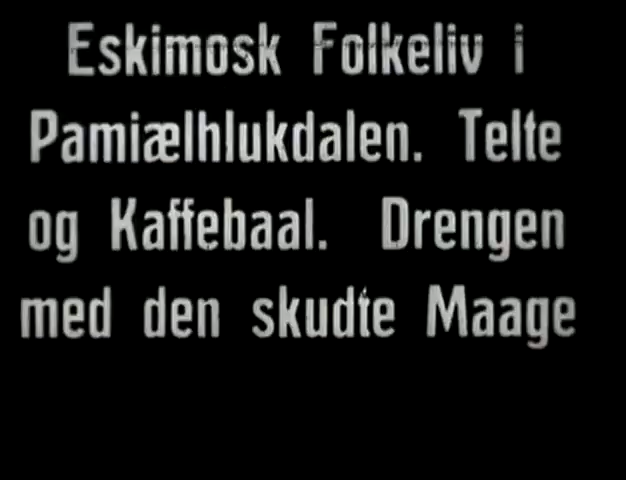 Eskimosk Folkeliv i
Pamiælhlukdalen. Telte
og Kaffebaal. Drengen
med den skudte Maage